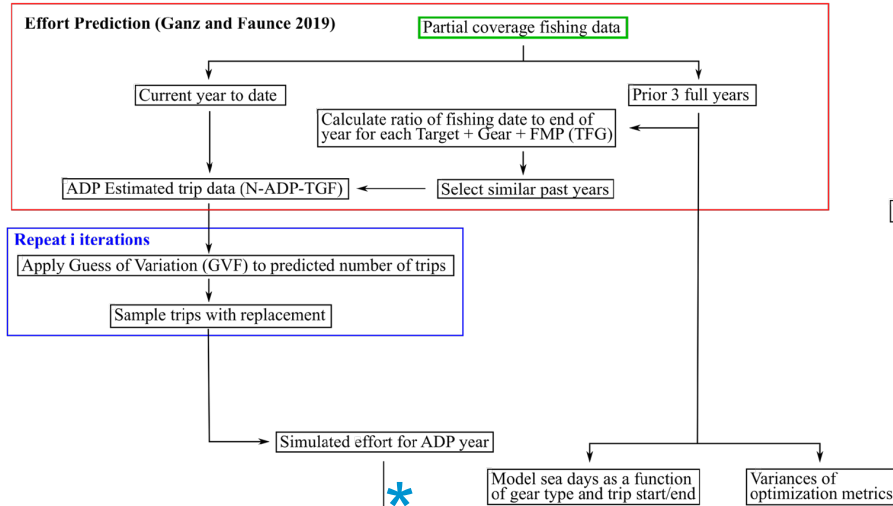 Effort Prediction (Ganz and Faunce 2019)
Partial coverage fishing data
Current year to date
Prior 3 full years
Calculate ratio of fishing date to end of
year for each Target + Gear + FMP (TFG)
ADP Estimated trip data (N-ADP-TGF)
Select similar past years
Repeat i iterations
Apply Guess of Variation (GVF) to predicted number of trips
Sample trips with replacement
Simulated effort for ADP year
Model sea days as a function
of gear type and trip start/end
Variances of
optimization metrics
*